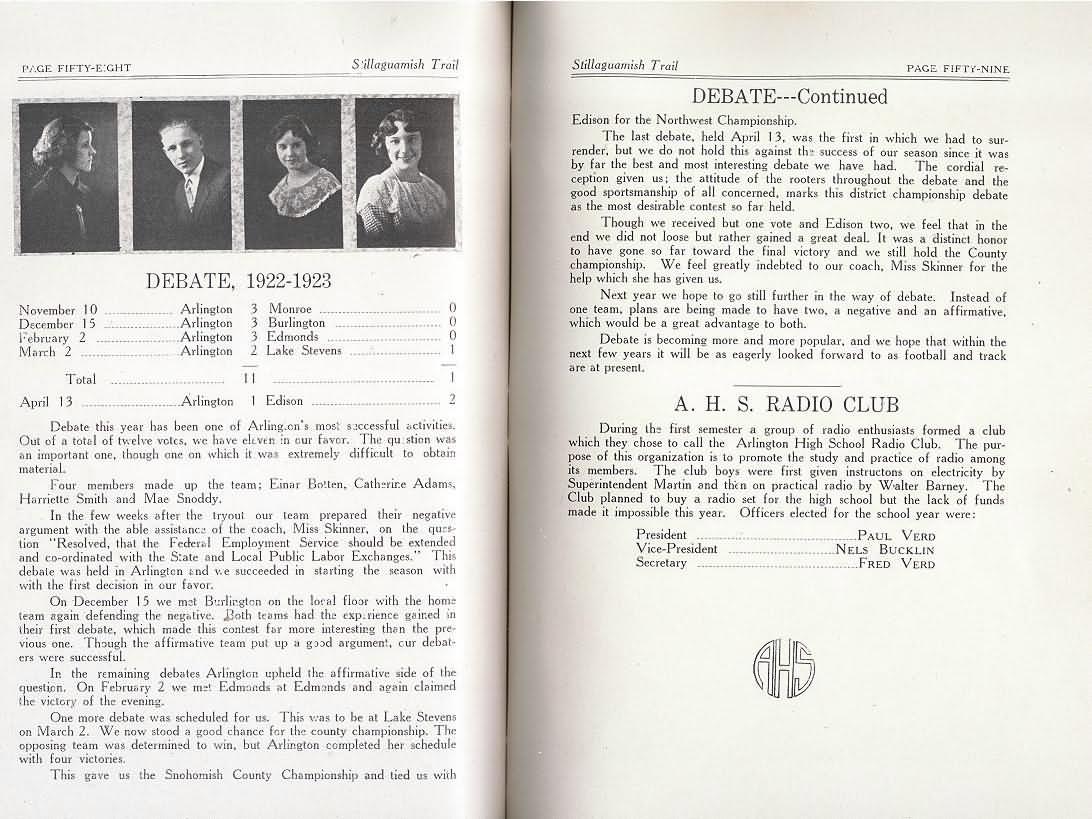 PAGE FIFTY-EIGHT
Stillaguamish Trail
DEBATE, 1922-1923
November 10 Arlington 3 Monroe 0
December 15 Arlington 3 Burlington 0
February 2 Arlington 3 Edmonds 0
March 2 Arlington 2 Lake Stevens 1
Total 11 1
April 13 Arlington 1 Edison 2
Debate this year has been one of Arlington's most successful activities.
Out of a total of twelve votes, we have eleven in our favor. The question was
an important one, though one on which it was extremely difficult to obtain
material.
Four members made up the team; Einar Botten, Catherine Adams,
Harriette Smith and Mae Snoddy.
In the few weeks after the tryout our team prepared their negative
argument with the able assistance of the coach, Miss Skinner, on the ques-
tion "Resolved, that the Federal Employment Service should be extended
and co-ordinated with the State and Local Public Labor Exchanges." This
debate was held in Arlington and we succeeded in starting the season with
with the first decision in our favor.
On December 15 we met Burlington on the local floor with the home
team again defending the negative. Both teams had the experience gained in
their first debate, which made this contest far more interesting than the pre-
vious one. Though the affirmative team put up a good argument, our debat-
ers were successful.
In the remaining debates Arlington upheld the affirmative side of the
question. On February 2 we met Edmonds at Edmonds and again claimed
the victory of the evening.
One more debate was scheduled for us. This was to be at Lake Stevens
on March 2. We now stood a good chance for the county championship. The
opposing team was determined to win, but Arlington completed her schedule
with four victories.
This gave us the Snohomish County Championship and tied us with
Stillaguamish Trail
PAGE FIFTY-NINE
DEBATE---Continued
Edison for the Northwest Championship.
The last debate, held April 13, was the first in which we had to sur-
render, but we do not hold this against the success of our season since it was
by far the best and most interesting debate we have had. The cordial re-
ception given us; the attitude of the rooters throughout the debate and the
good sportsmanship of all concerned, marks this district championship debate
as the most desirable contest so far held.
Though we received but one vote and Edison two, we feel that in the
end we did not loose but rather gained a great deal. It was a distinct honor
to have gone so far toward the final victory and we still hold the County
championship. We feel greatly indebted to our coach, Miss Skinner for the
help which she has given us.
Next year we hope to go still further in the way of debate. Instead of
one team, plans are being made to have two, a negative and an affirmative,
which would be a great advantage to both.
Debate is becoming more and more popular, and we hope that within the
next few years it will be as eagerly looked forward to as football and track
are at present.
A. H. S. RADIO CLUB
During the first semester a group of radio enthusiasts formed a club
which they chose to call the Arlington High School Radio Club. The pur-
pose of this organization is to promote the study and practice of radio among
its members. The club boys were first given instructons on electricity by
Superintendent Martin and then on practical radio by Walter Barney. The
Club planned to buy a radio set for the high school but the lack of funds
made it impossible this year. Officers elected for the school year were:
President PAUL VERD
Vice-President NELS BUCKLIN
Secretary FRED VERD
AHS